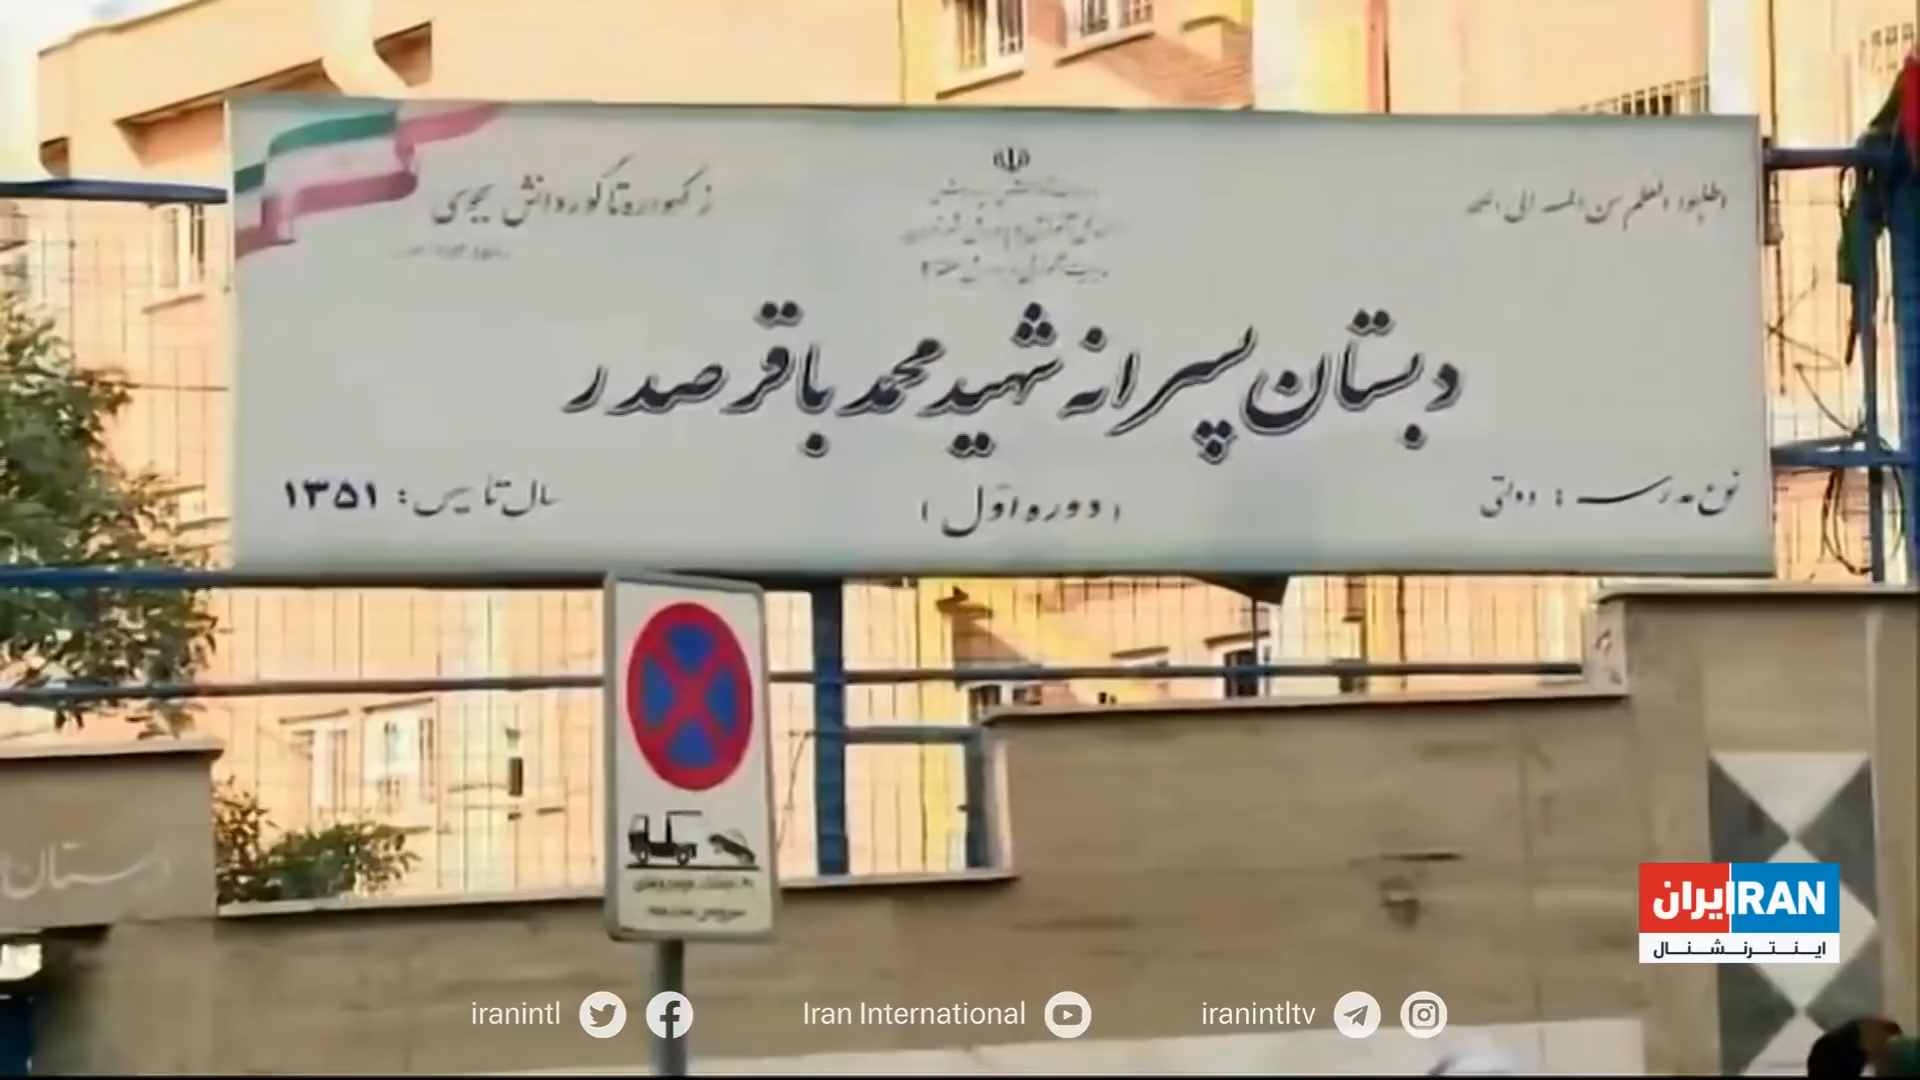 اطلبوا العلم من المهد الی اللحد
ز گهواره تا گور دانش بجوی
دبستان پسرانه شهید محمد باقر صدر
نوع مدرسه : دولتی
(دوره اول)
سال تاسیس: ۱۳۵۱
دبستان
ایران IRAN
اینترنشنال
iranintl
Iran International
iranintltv